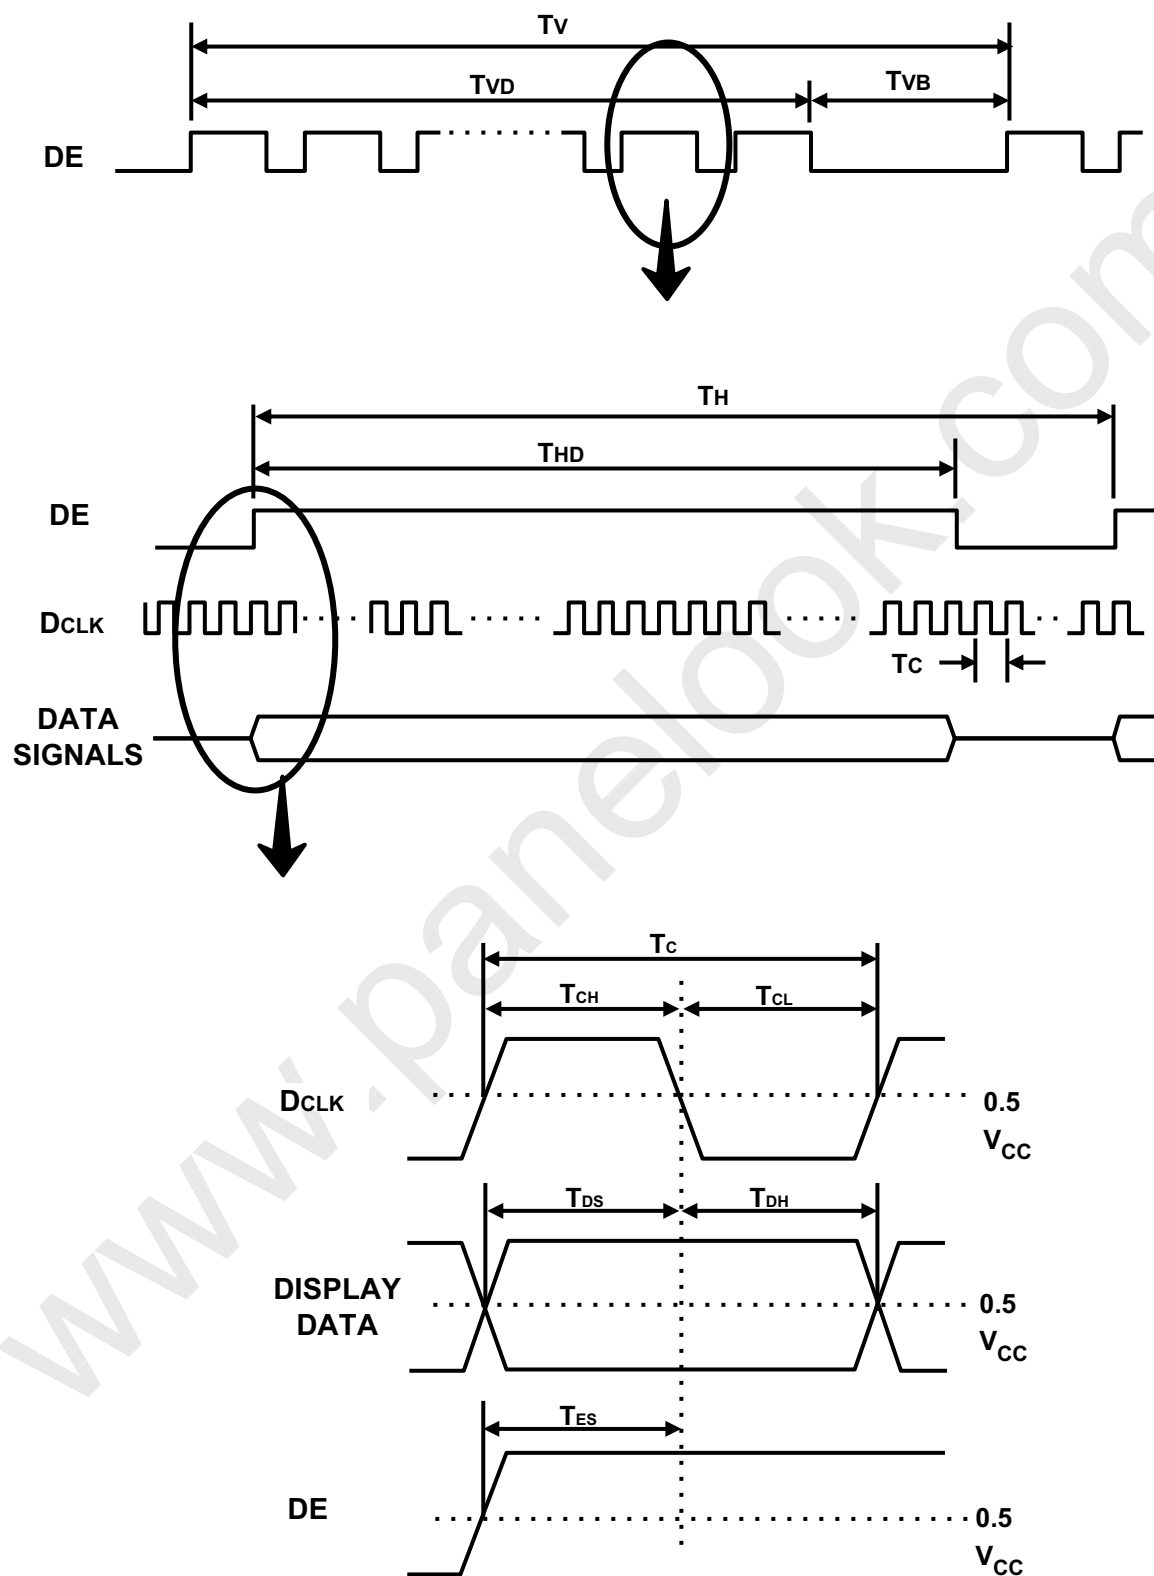 TV
TVD
TVB
DE
TH
THD
DE
DCLK
TC
DATA
SIGNALS
TC
TCH
TCL
DCLK
0.5
VCC
TDS
TDH
DISPLAY
DATA
0.5
VCC
TES
DE
0.5
VCC
www.panelook.com